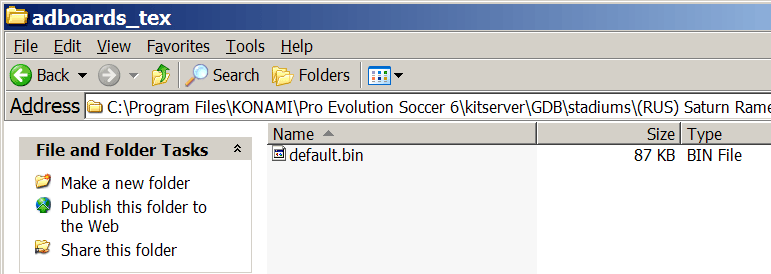 adboards_tex
File Edit View Favorites Tools Help
Back Search Folders
Address C:\Program Files\KONAMI\Pro Evolution Soccer 6\kitserver\GDB\stadiums\(RUS) Saturn Rame
Name Size Type
File and Folder Tasks
default.bin 87 KB BIN File
Make a new folder
Publish this folder to
the Web
Share this folder